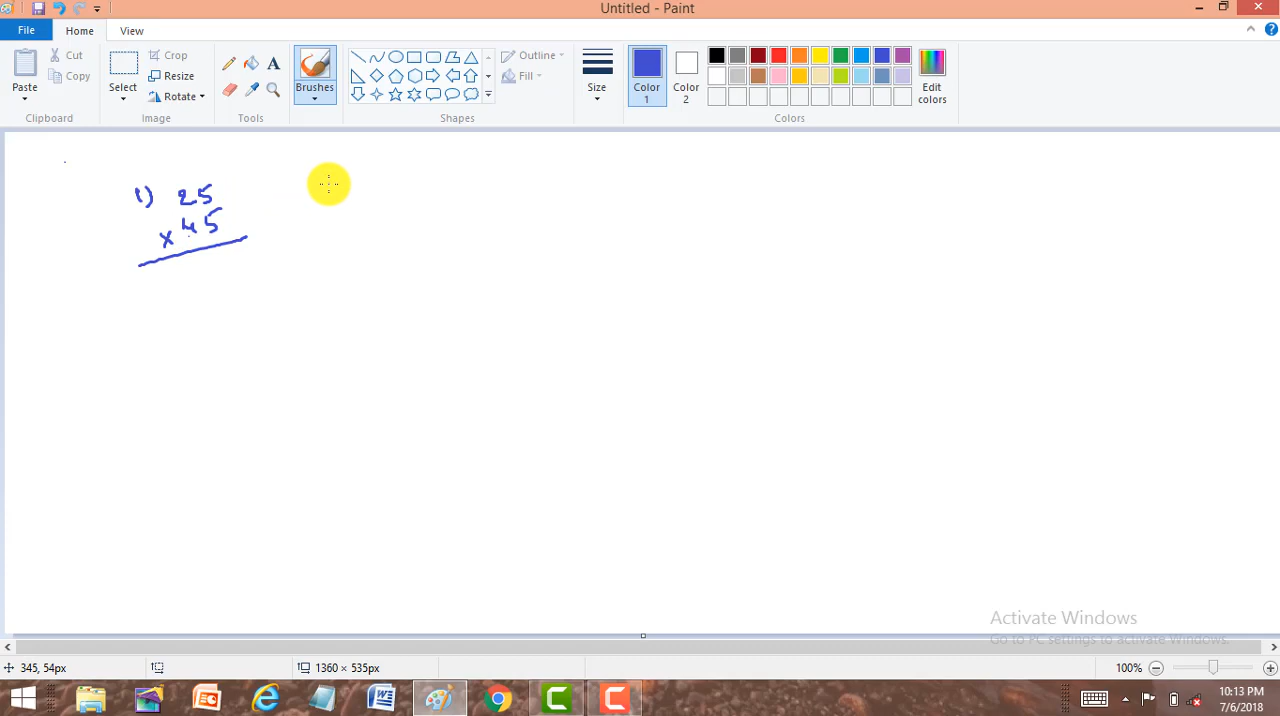 Untitled - Paint
File Home View
Paste
Cut
Copy
Clipboard
Select
Crop
Resize
Rotate
Image
Tools
Brushes
Outline
Fill
Shapes
Size
Color 1
Color 2
Edit colors
Colors
1) 25
x 45
Activate Windows
Go to PC settings to activate Windows.
345, 54px
1360 × 535px
100%
10:13 PM
7/6/2018